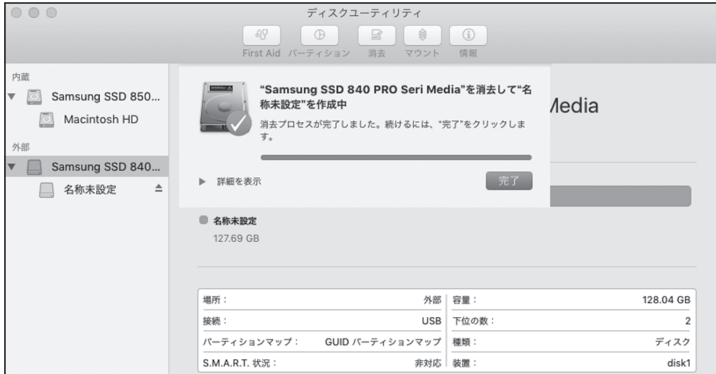 ディスクユーティリティ
First Aid パーティション 消去 マウント 情報
内蔵
Samsung SSD 850...
Macintosh HD
外部
Samsung SSD 840...
名称未設定
"Samsung SSD 840 PRO Seri Media"を消去して"名
称未設定"を作成中
消去プロセスが完了しました。続けるには、"完了"をクリックしま
す。
詳細を表示
完了
Media
名称未設定
127.69 GB
場所： 外部 容量： 128.04 GB
接続： USB 下位の数： 2
パーティションマップ： GUID パーティションマップ 種類： ディスク
S.M.A.R.T. 状況： 非対応 装置： disk1